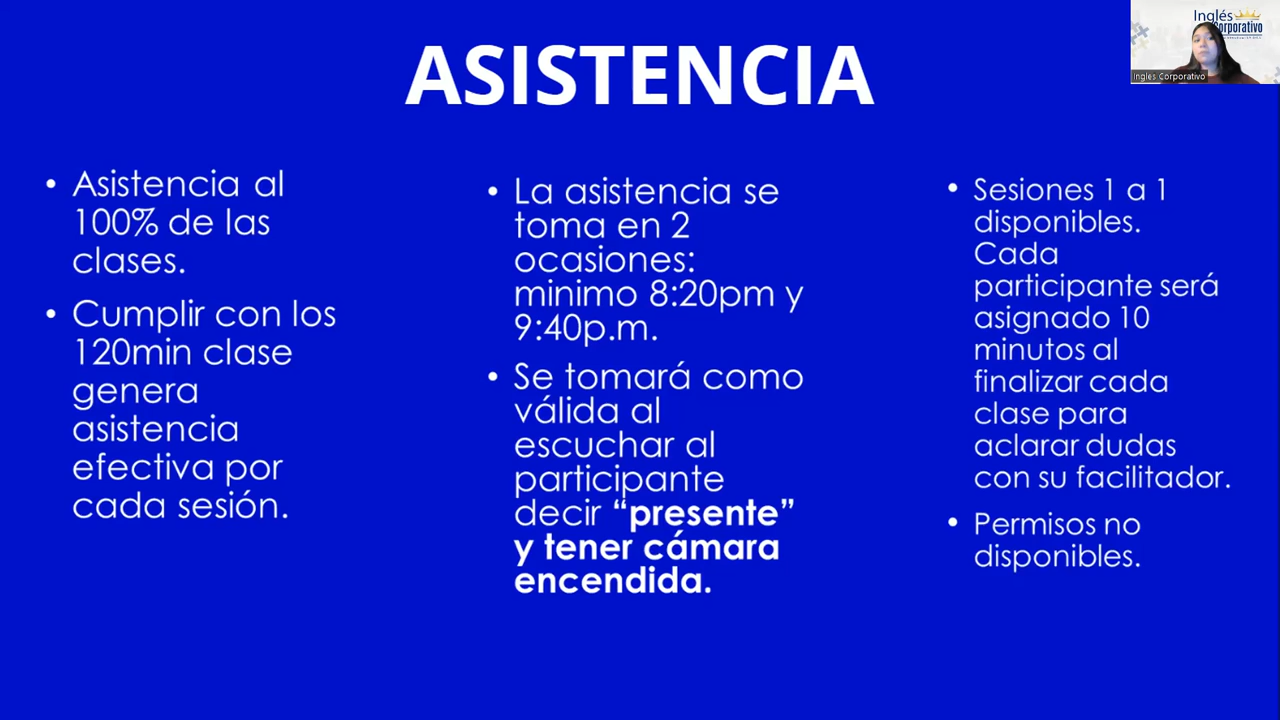 ASISTENCIA
Inglés
Corporativo
Ingles Corporativo
• Asistencia al
100% de las
clases.
• Cumplir con los
120min clase
genera
asistencia
efectiva por
cada sesión.
• La asistencia se
toma en 2
ocasiones:
minimo 8:20pm y
9:40p.m.
• Se tomará como
válida al
escuchar al
participante
decir “presente”
y tener cámara
encendida.
• Sesiones 1 a 1
disponibles.
Cada
participante será
asignado 10
minutos al
finalizar cada
clase para
aclarar dudas
con su facilitador.
• Permisos no
disponibles.